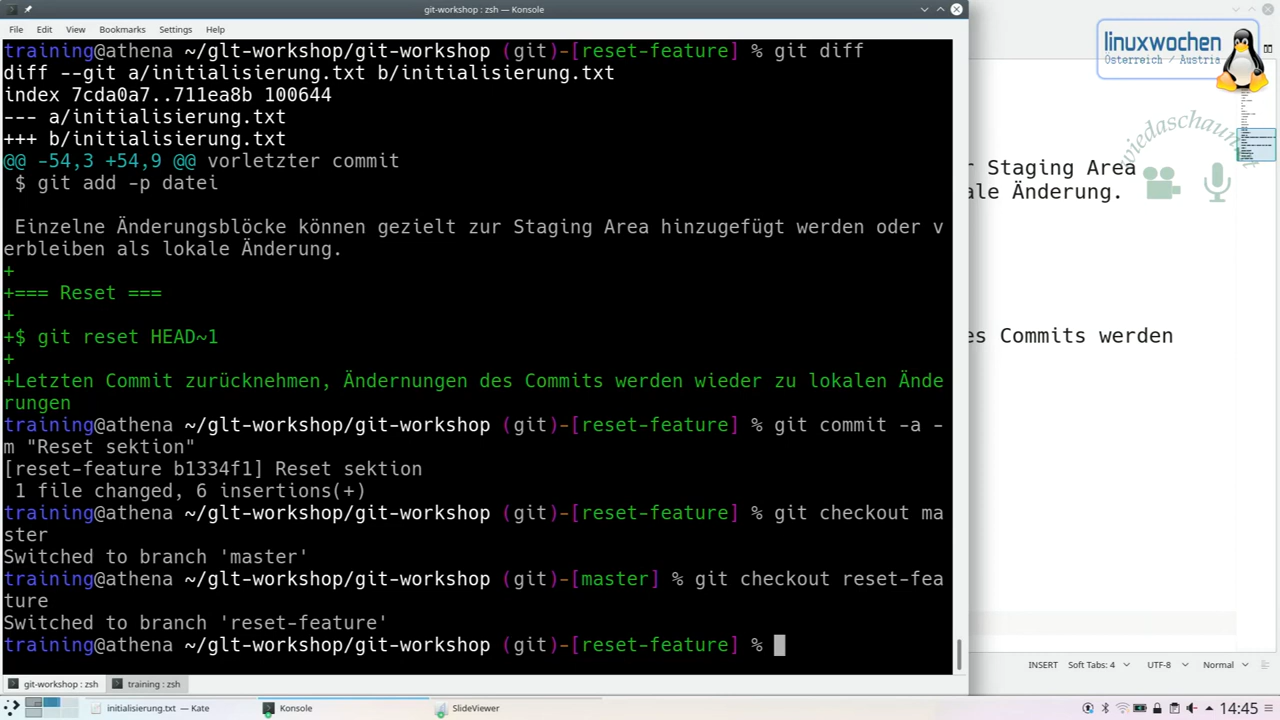 git-workshop : zsh — Konsole
File Edit View Bookmarks Settings Help
training@athena ~/glt-workshop/git-workshop (git)-[reset-feature] % git diff
diff --git a/initialisierung.txt b/initialisierung.txt
index 7cda0a7..711ea8b 100644
--- a/initialisierung.txt
+++ b/initialisierung.txt
@@ -54,3 +54,9 @@ vorletzter commit
 $ git add -p datei
 Einzelne Änderungsblöcke können gezielt zur Staging Area hinzugefügt werden oder v
erbleiben als lokale Änderung.
+
+=== Reset ===
+
+$ git reset HEAD~1
+
+Letzten Commit zurücknehmen, Ändernungen des Commits werden wieder zu lokalen Ände
rungen
training@athena ~/glt-workshop/git-workshop (git)-[reset-feature] % git commit -a -
m "Reset sektion"
[reset-feature b1334f1] Reset sektion
 1 file changed, 6 insertions(+)
training@athena ~/glt-workshop/git-workshop (git)-[reset-feature] % git checkout ma
ster
Switched to branch 'master'
training@athena ~/glt-workshop/git-workshop (git)-[master] % git checkout reset-fea
ture
Switched to branch 'reset-feature'
training@athena ~/glt-workshop/git-workshop (git)-[reset-feature] %
git-workshop : zsh
training : zsh
linuxwochen
Österreich / Austria
wiedaschaun
r Staging Area
ale Änderung.
es Commits werden
INSERT Soft Tabs: 4 UTF-8 Normal
initialisierung.txt — Kate
Konsole
SlideViewer
14:45